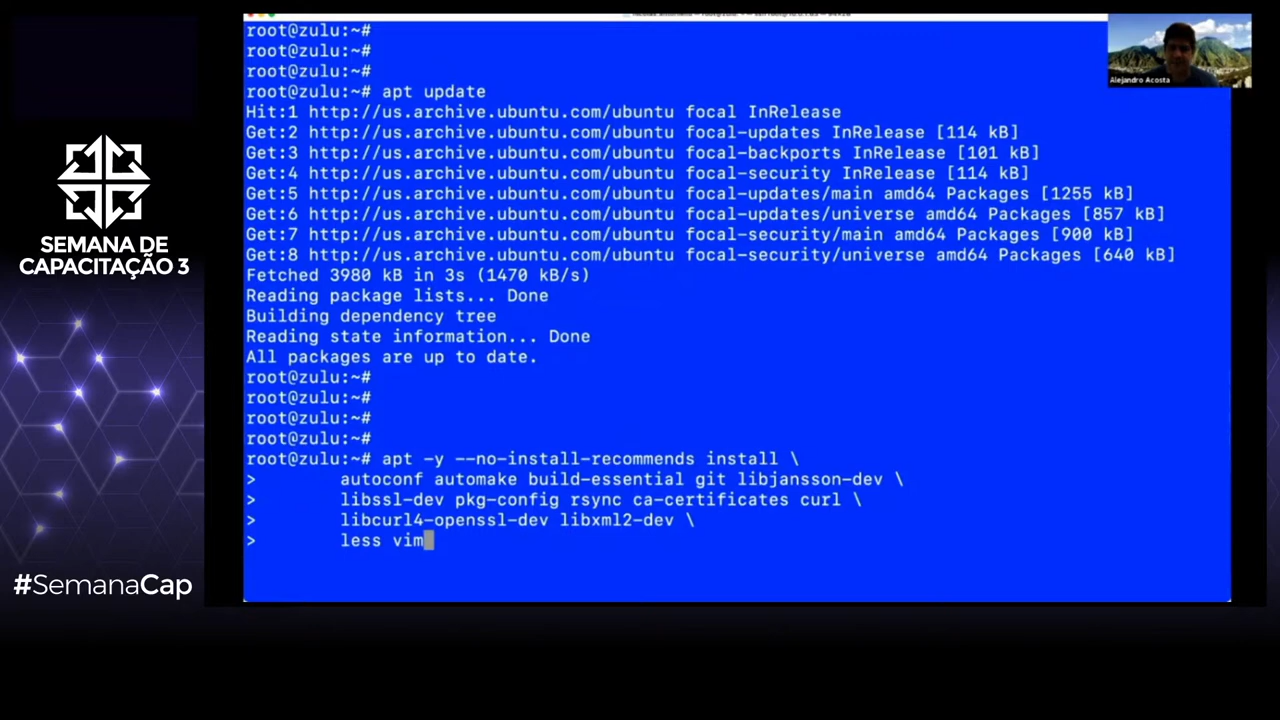 root@zulu:~#
root@zulu:~#
root@zulu:~#
root@zulu:~# apt update
Hit:1 http://us.archive.ubuntu.com/ubuntu focal InRelease
Get:2 http://us.archive.ubuntu.com/ubuntu focal-updates InRelease [114 kB]
Get:3 http://us.archive.ubuntu.com/ubuntu focal-backports InRelease [101 kB]
Get:4 http://us.archive.ubuntu.com/ubuntu focal-security InRelease [114 kB]
Get:5 http://us.archive.ubuntu.com/ubuntu focal-updates/main amd64 Packages [1255 kB]
Get:6 http://us.archive.ubuntu.com/ubuntu focal-updates/universe amd64 Packages [857 kB]
Get:7 http://us.archive.ubuntu.com/ubuntu focal-security/main amd64 Packages [900 kB]
Get:8 http://us.archive.ubuntu.com/ubuntu focal-security/universe amd64 Packages [640 kB]
Fetched 3980 kB in 3s (1470 kB/s)
Reading package lists... Done
Building dependency tree
Reading state information... Done
All packages are up to date.
root@zulu:~#
root@zulu:~#
root@zulu:~#
root@zulu:~#
root@zulu:~# apt -y --no-install-recommends install \
>        autoconf automake build-essential git libjansson-dev \
>        libssl-dev pkg-config rsync ca-certificates curl \
>        libcurl4-openssl-dev libxml2-dev \
>        less vim
Alejandro Acosta
SEMANA DE
CAPACITAÇÃO 3
#SemanaCap